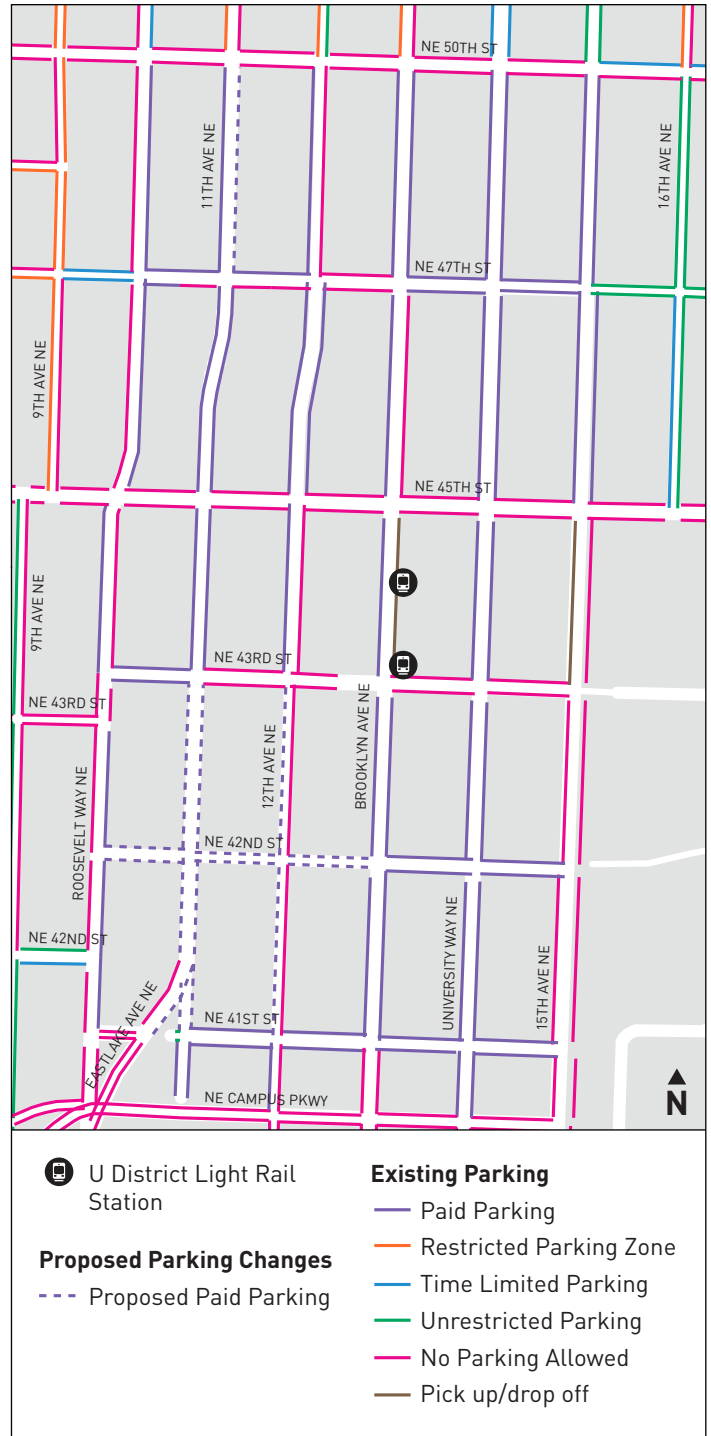 NE 50TH ST
11TH AVE NE
16TH AVE NE
NE 47TH ST
9TH AVE NE
NE 45TH ST
9TH AVE NE
NE 43RD ST
NE 43RD ST
12TH AVE NE
BROOKLYN AVE NE
ROOSEVELT WAY NE
NE 42ND ST
NE 42ND ST
UNIVERSITY WAY NE
15TH AVE NE
EASTLAKE AVE NE
NE 41ST ST
NE CAMPUS PKWY
N
U District Light Rail
Station
Proposed Parking Changes
Proposed Paid Parking
Existing Parking
Paid Parking
Restricted Parking Zone
Time Limited Parking
Unrestricted Parking
No Parking Allowed
Pick up/drop off